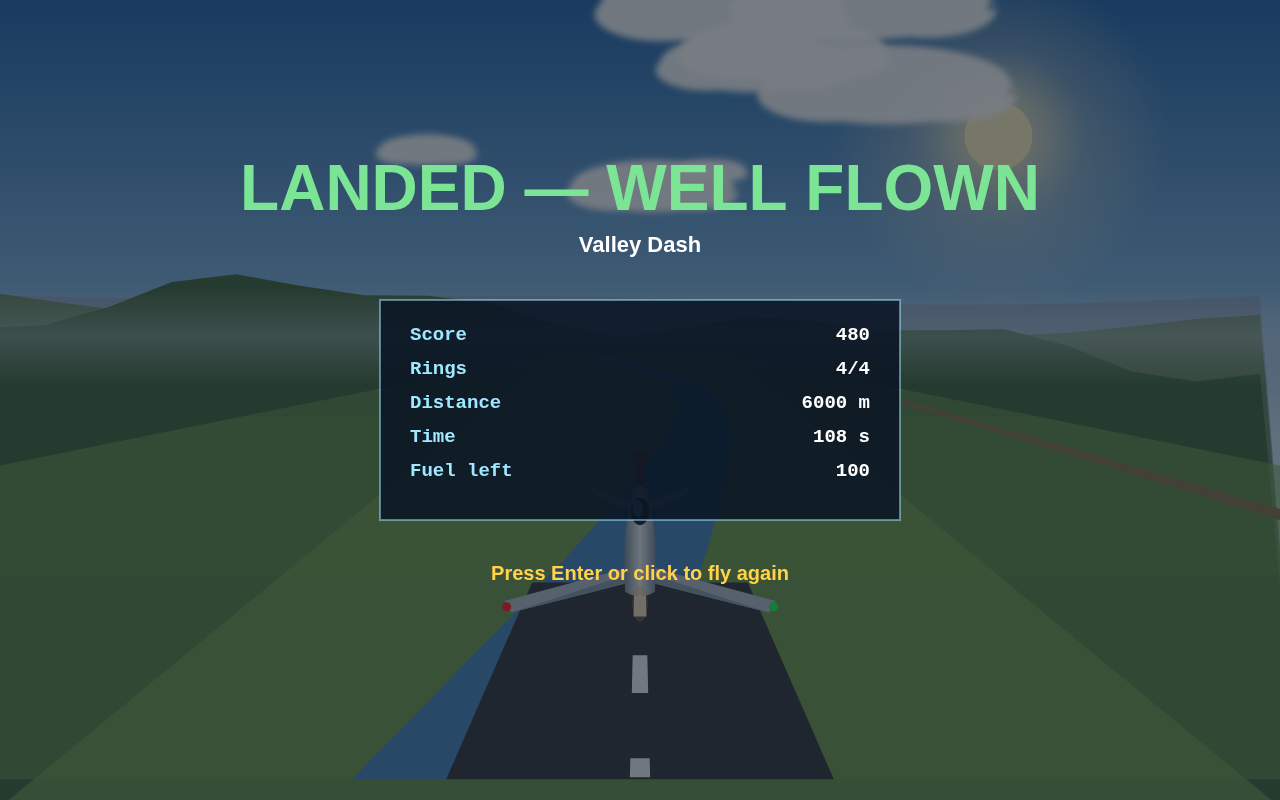 LANDED — WELL FLOWN
Valley Dash
Score 480
Rings 4/4
Distance 6000 m
Time 108 s
Fuel left 100
Press Enter or click to fly again